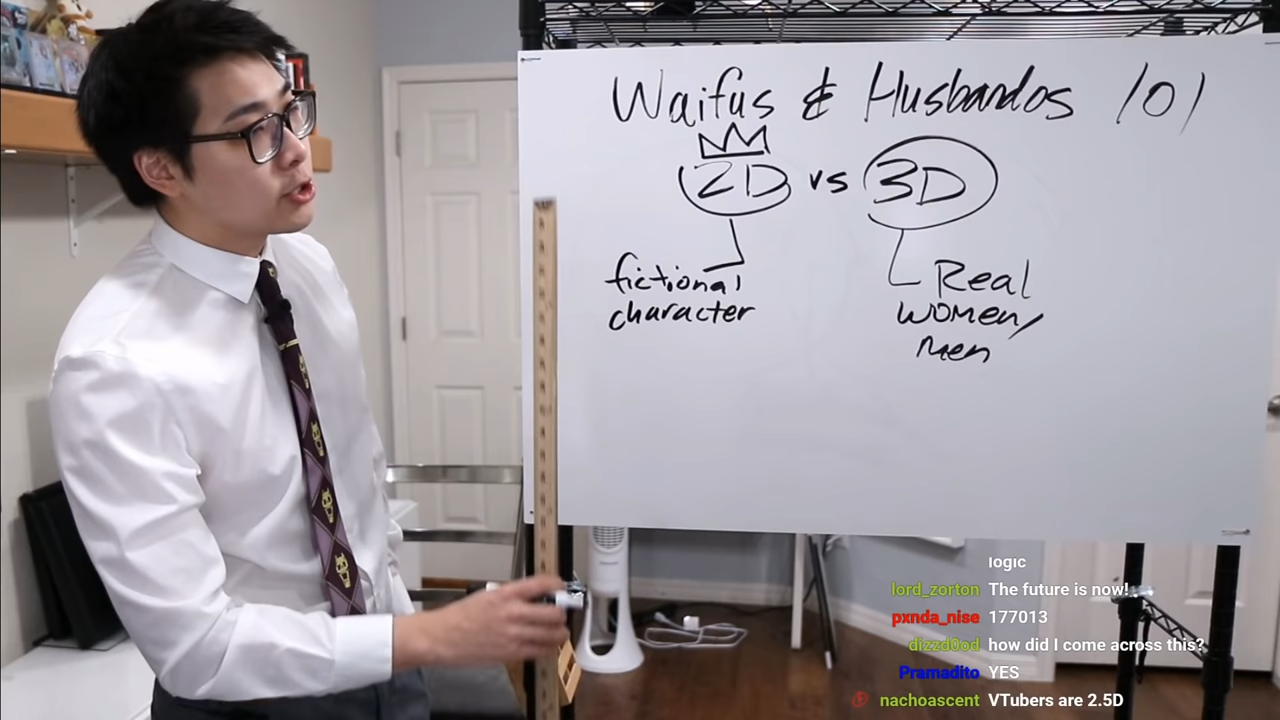 Waifus & Husbandos 101
2D vs 3D
fictional
character
Real
women/
men
logic
lord_zorton The future is now!
pxnda_nise 177013
dizzd0od how did I come across this?
Pramadito YES
nachoascent VTubers are 2.5D